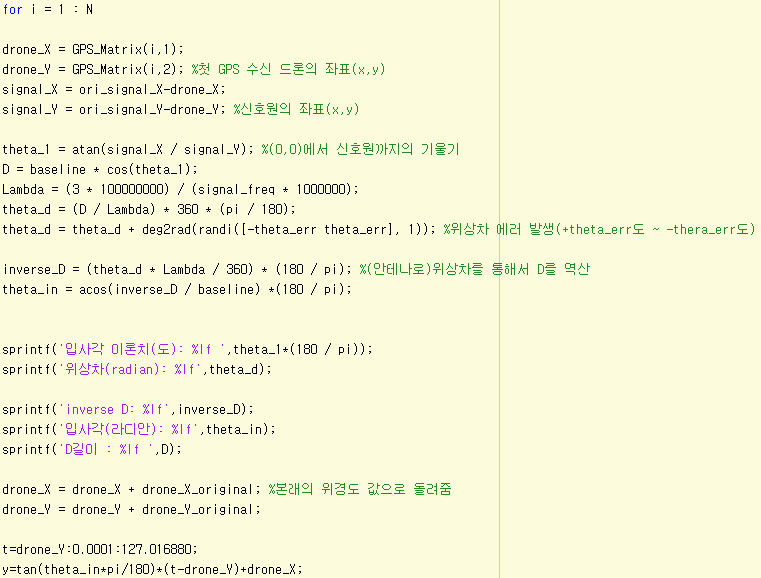 for i = 1 : N
drone_X = GPS_Matrix(i,1);
drone_Y = GPS_Matrix(i,2); %첫 GPS 수신 드론의 좌표(x,y)
signal_X = ori_signal_X-drone_X;
signal_Y = ori_signal_Y-drone_Y; %신호원의 좌표(x,y)
theta_1 = atan(signal_X / signal_Y); %(0,0)에서 신호원까지의 기울기
D = baseline * cos(theta_1);
Lambda = (3 * 100000000) / (signal_freq * 1000000);
theta_d = (D / Lambda) * 360 * (pi / 180);
theta_d = theta_d + deg2rad(randi([-theta_err theta_err], 1)); %위상차 에러 발생(+theta_err도 ~ -thera_err도)
inverse_D = (theta_d * Lambda / 360) * (180 / pi); %(안테나로)위상차를 통해서 D를 역산
theta_in = acos(inverse_D / baseline) *(180 / pi);
sprintf('입사각 이론치(도): %lf ',theta_1*(180 / pi));
sprintf('위상차(radian): %lf',theta_d);
sprintf('inverse D: %lf',inverse_D);
sprintf('입사각(라디안): %lf',theta_in);
sprintf('D길이 : %lf ',D);
drone_X = drone_X + drone_X_original; %본래의 위경도 값으로 돌려줌
drone_Y = drone_Y + drone_Y_original;
t=drone_Y:0.0001:127.016880;
y=tan(theta_in*pi/180)*(t-drone_Y)+drone_X;